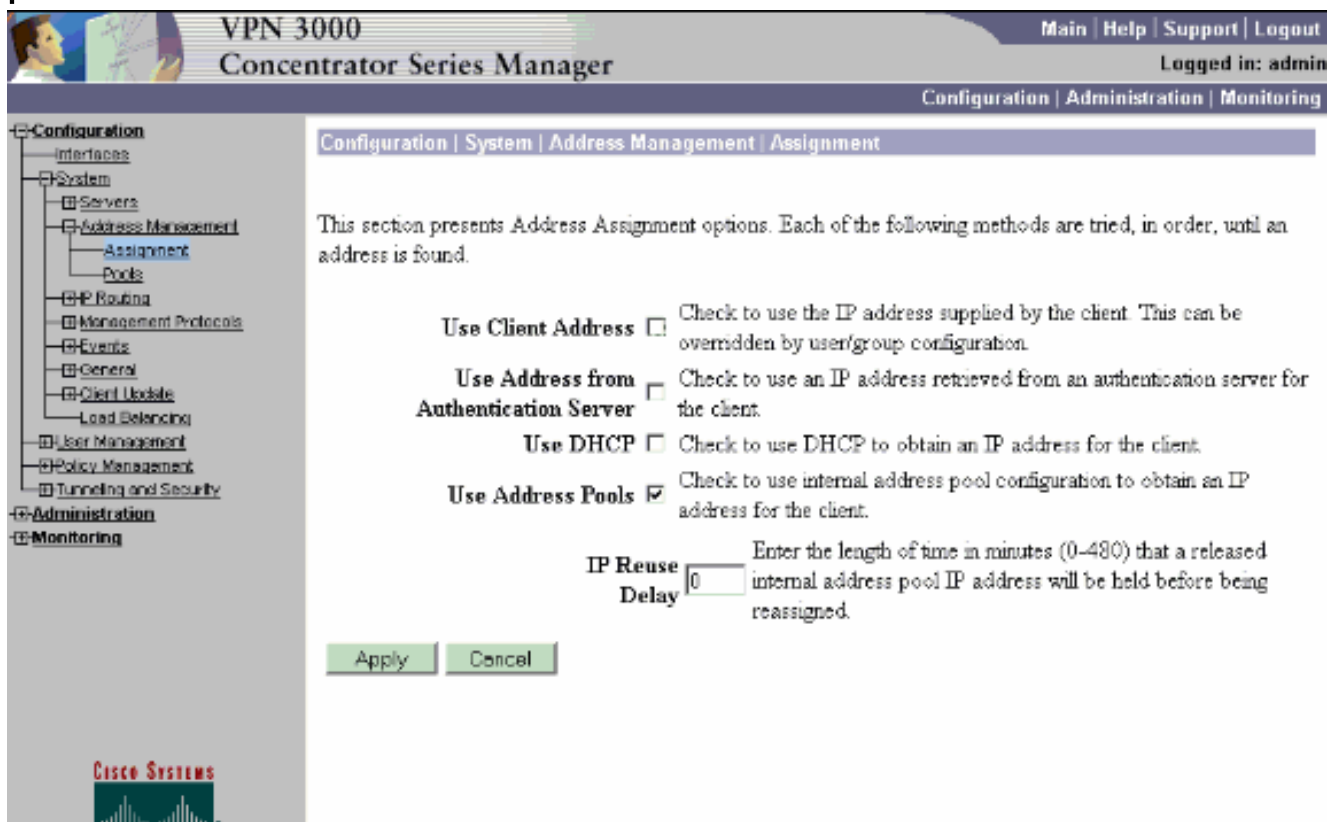 VPN 3000
Concentrator Series Manager
Main | Help | Support | Logout
Logged in: admin
Configuration | Administration | Monitoring
Configuration
Interfaces
System
Servers
Address Management
Assignment
Pools
IP Routing
Management Protocols
Events
General
Client Update
Load Balancing
User Management
Policy Management
Tunneling and Security
Administration
Monitoring
Configuration | System | Address Management | Assignment
This section presents Address Assignment options. Each of the following methods are tried, in order, until an
address is found.
Use Client Address
Check to use the IP address supplied by the client. This can be
overridden by user/group configuration.
Use Address from
Authentication Server
Check to use an IP address retrieved from an authentication server for
the client.
Use DHCP
Check to use DHCP to obtain an IP address for the client.
Use Address Pools
Check to use internal address pool configuration to obtain an IP
address for the client.
IP Reuse
Delay
0
Enter the length of time in minutes (0-480) that a released
internal address pool IP address will be held before being
reassigned.
Apply
Cancel
CISCO SYSTEMS